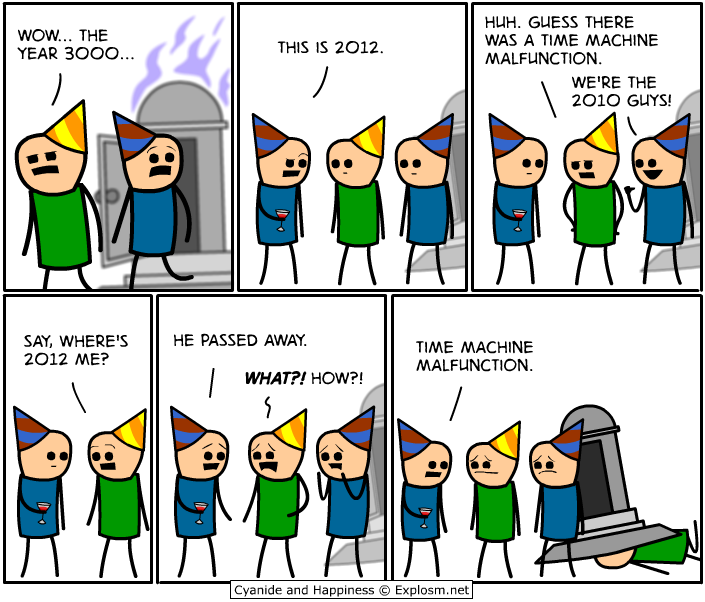 WOW... THE
YEAR 3000...
THIS IS 2012.
HUH. GUESS THERE
WAS A TIME MACHINE
MALFUNCTION.
WE'RE THE
2010 GUYS!
SAY, WHERE'S
2012 ME?
HE PASSED AWAY.
WHAT?! HOW?!
TIME MACHINE
MALFUNCTION.
Cyanide and Happiness © Explosm.net